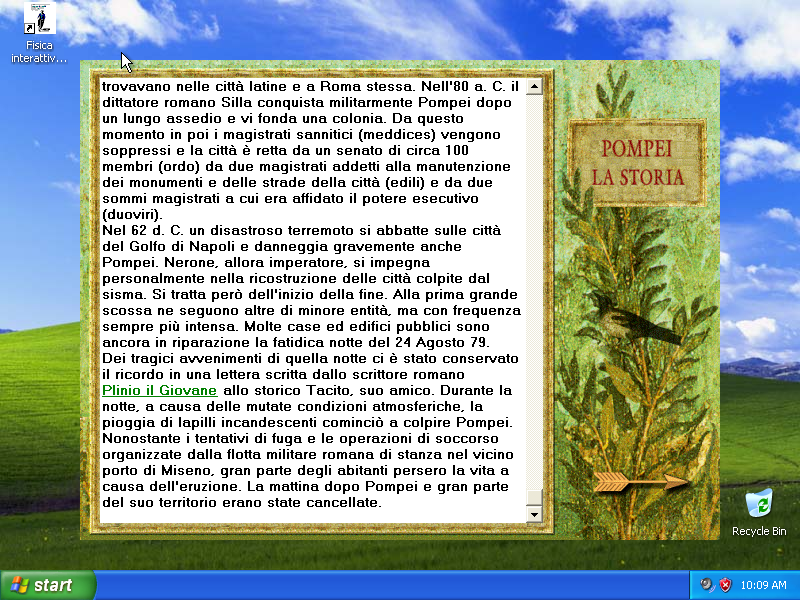 Fisica
interattiv...
trovavano nelle città latine e a Roma stessa. Nell'80 a. C. il
dittatore romano Silla conquista militarmente Pompei dopo
un lungo assedio e vi fonda una colonia. Da questo
momento in poi i magistrati sannitici (meddices) vengono
soppressi e la città è retta da un senato di circa 100
membri (ordo) da due magistrati addetti alla manutenzione
dei monumenti e delle strade della città (edili) e da due
sommi magistrati a cui era affidato il potere esecutivo
(duoviri).
Nel 62 d. C. un disastroso terremoto si abbatte sulle città
del Golfo di Napoli e danneggia gravemente anche
Pompei. Nerone, allora imperatore, si impegna
personalmente nella ricostruzione delle città colpite dal
sisma. Si tratta però dell'inizio della fine. Alla prima grande
scossa ne seguono altre di minore entità, ma con frequenza
sempre più intensa. Molte case ed edifici pubblici sono
ancora in riparazione la fatidica notte del 24 Agosto 79.
Dei tragici avvenimenti di quella notte ci è stato conservato
il ricordo in una lettera scritta dallo scrittore romano
Plinio il Giovane allo storico Tacito, suo amico. Durante la
notte, a causa delle mutate condizioni atmosferiche, la
pioggia di lapilli incandescenti cominciò a colpire Pompei.
Nonostante i tentativi di fuga e le operazioni di soccorso
organizzate dalla flotta militare romana di stanza nel vicino
porto di Miseno, gran parte degli abitanti persero la vita a
causa dell'eruzione. La mattina dopo Pompei e gran parte
del suo territorio erano state cancellate.
POMPEI
LA STORIA
Recycle Bin
start
10:09 AM